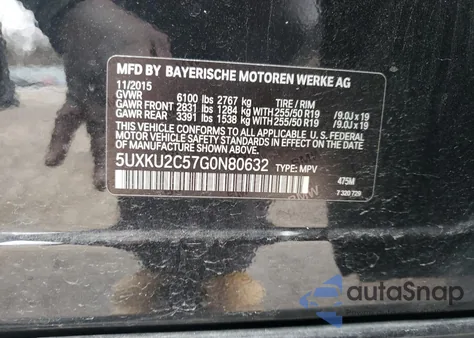 MFD BY BAYERISCHE MOTOREN WERKE AG
11/2015
GVWR 6100 lbs 2767 kg TIRE / RIM
GAWR FRONT 2831 lbs 1284 kg WITH 255/50 R19 /9.0J x 19
GAWR REAR 3391 lbs 1538 kg WITH 255/50 R19 /9.0J x 19
THIS VEHICLE CONFORMS TO ALL APPLICABLE U.S. FEDERAL
MOTOR VEHICLE SAFETY STANDARDS IN EFFECT ON THE DATE
OF MANUFACTURE SHOWN ABOVE.
5UXKU2C57G0N80632 TYPE: MPV
475M
7 320 729
BMW
autoSnap